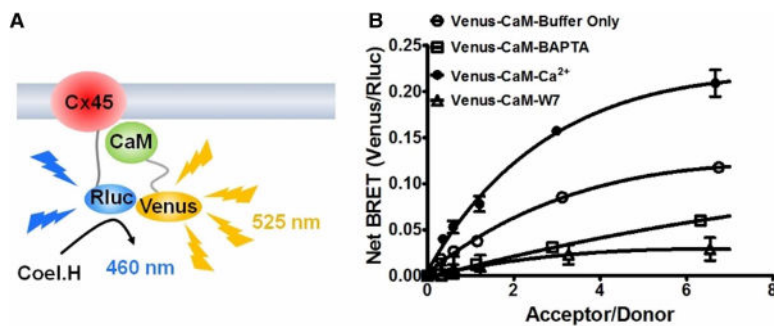 A
Cx45
CaM
Rluc
Venus
525 nm
Coel.H
460 nm
B
Venus-CaM-Buffer Only
Venus-CaM-BAPTA
Venus-CaM-Ca²⁺
Venus-CaM-W7
Net BRET (Venus/Rluc)
0.25
0.20
0.15
0.10
0.05
0.00
0 2 4 6 8
Acceptor/Donor